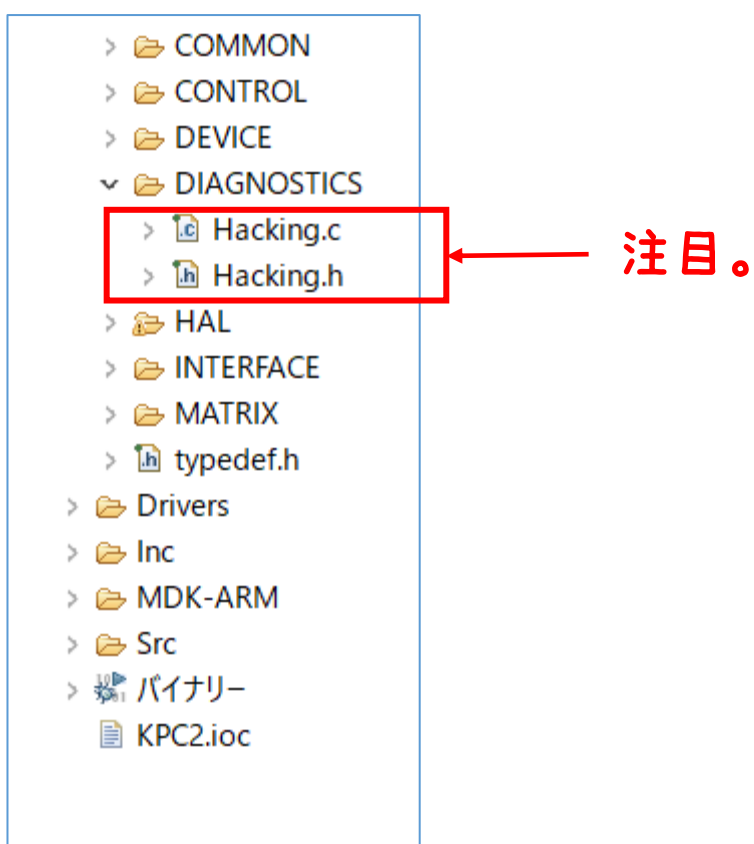 COMMON
CONTROL
DEVICE
DIAGNOSTICS
.c Hacking.c
注目。
.h Hacking.h
HAL
INTERFACE
MATRIX
.h typedef.h
Drivers
Inc
MDK-ARM
Src
バイナリー
KPC2.ioc